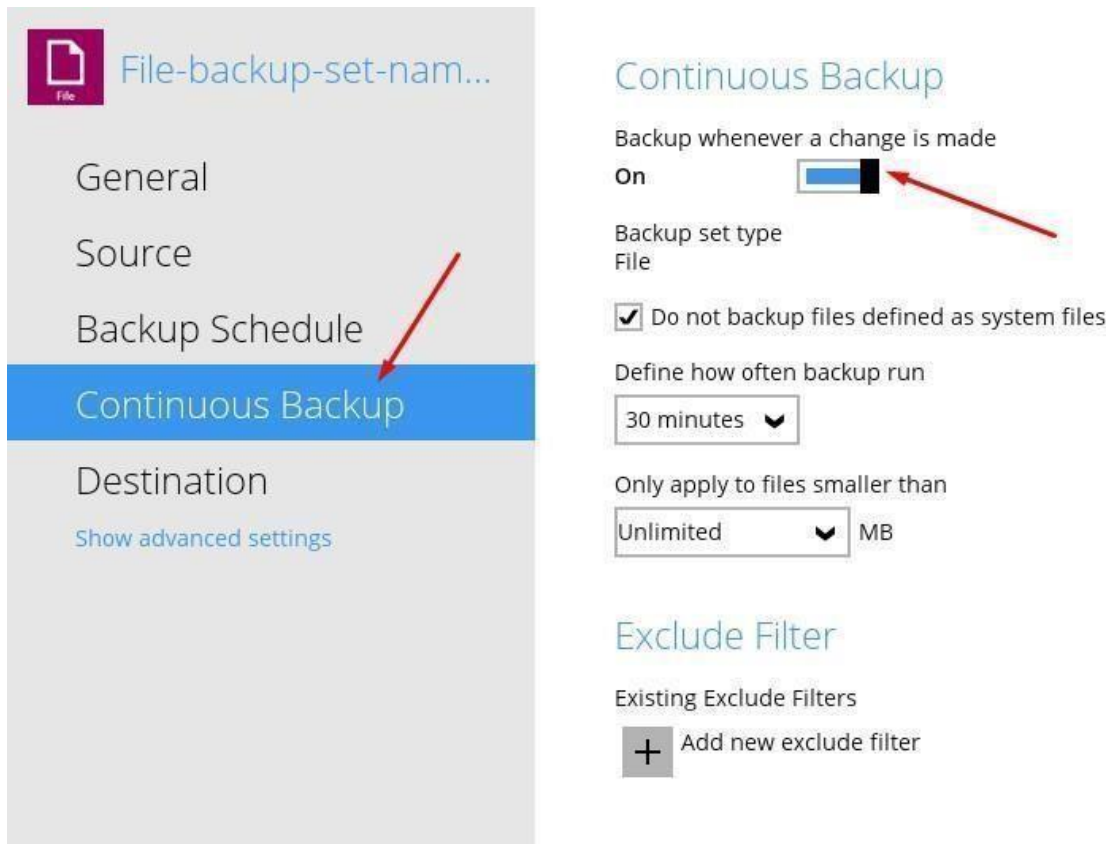 File
File-backup-set-nam...
General
Source
Backup Schedule
Continuous Backup
Destination
Show advanced settings
Continuous Backup
Backup whenever a change is made
On
Backup set type
File
Do not backup files defined as system files
Define how often backup run
30 minutes
Only apply to files smaller than
Unlimited MB
Exclude Filter
Existing Exclude Filters
Add new exclude filter